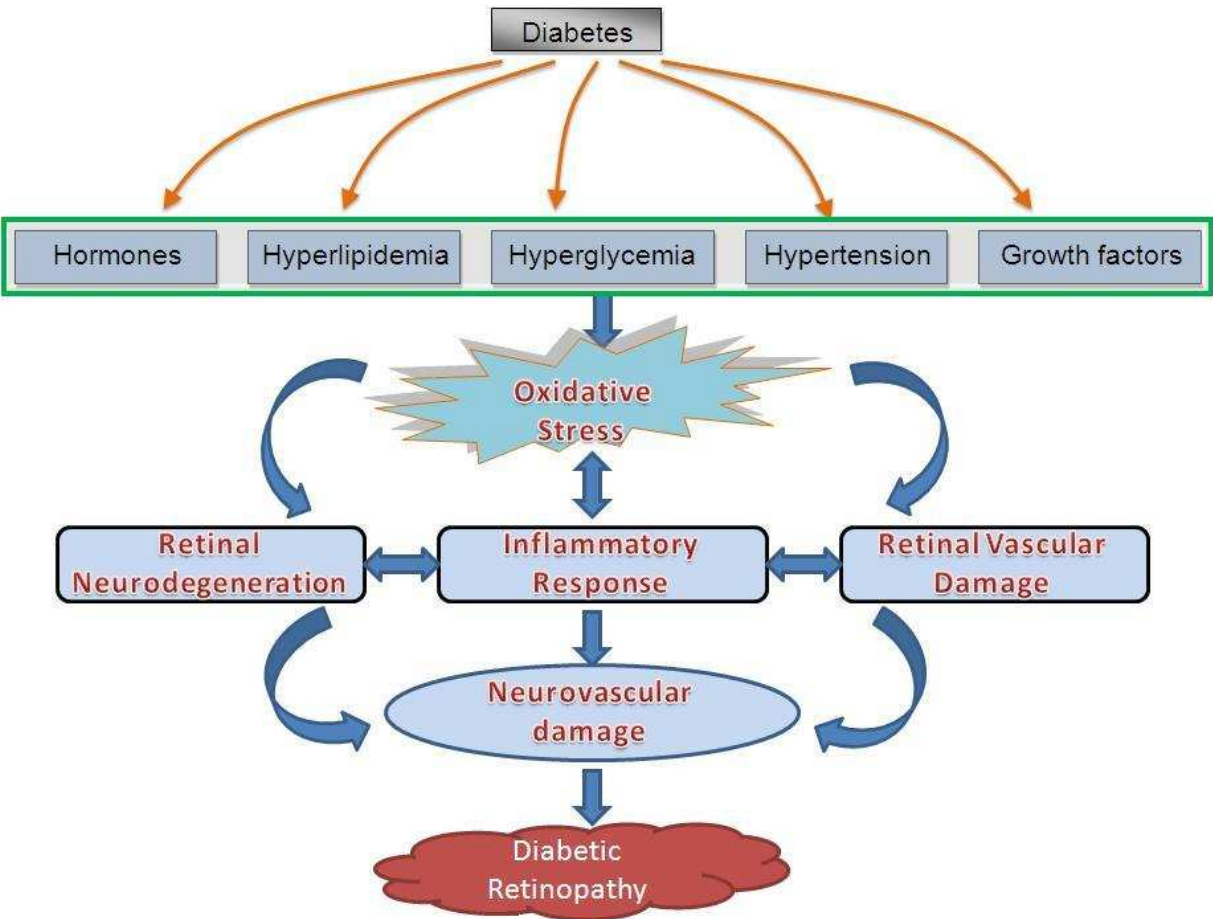 Diabetes
Hormones
Hyperlipidemia
Hyperglycemia
Hypertension
Growth factors
Oxidative
Stress
Retinal
Neurodegeneration
Inflammatory
Response
Retinal Vascular
Damage
Neurovascular
damage
Diabetic
Retinopathy